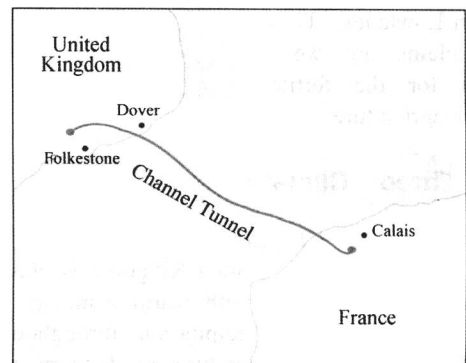 United
Kingdom
Dover
Folkestone
Channel Tunnel
Calais
France